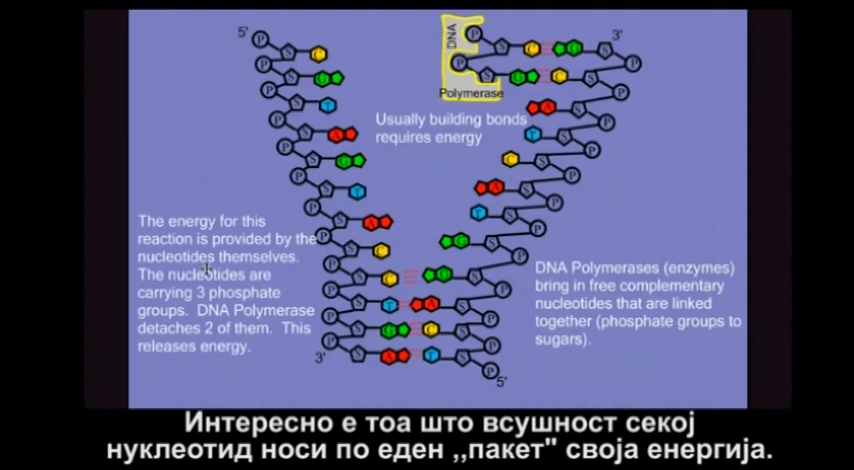 5'
DNA
Polymerase
3'
Usually building bonds
requires energy
The energy for this
reaction is provided by the
nucleotides themselves.
The nucleotides are
carrying 3 phosphate
groups. DNA Polymerase
detaches 2 of them. This
releases energy.
DNA Polymerases (enzymes)
bring in free complementary
nucleotides that are linked
together (phosphate groups to
sugars).
3'
5'
Интересно е тоа што всушност секој
нуклеотид носи по еден ,,пакет" своја енергија.